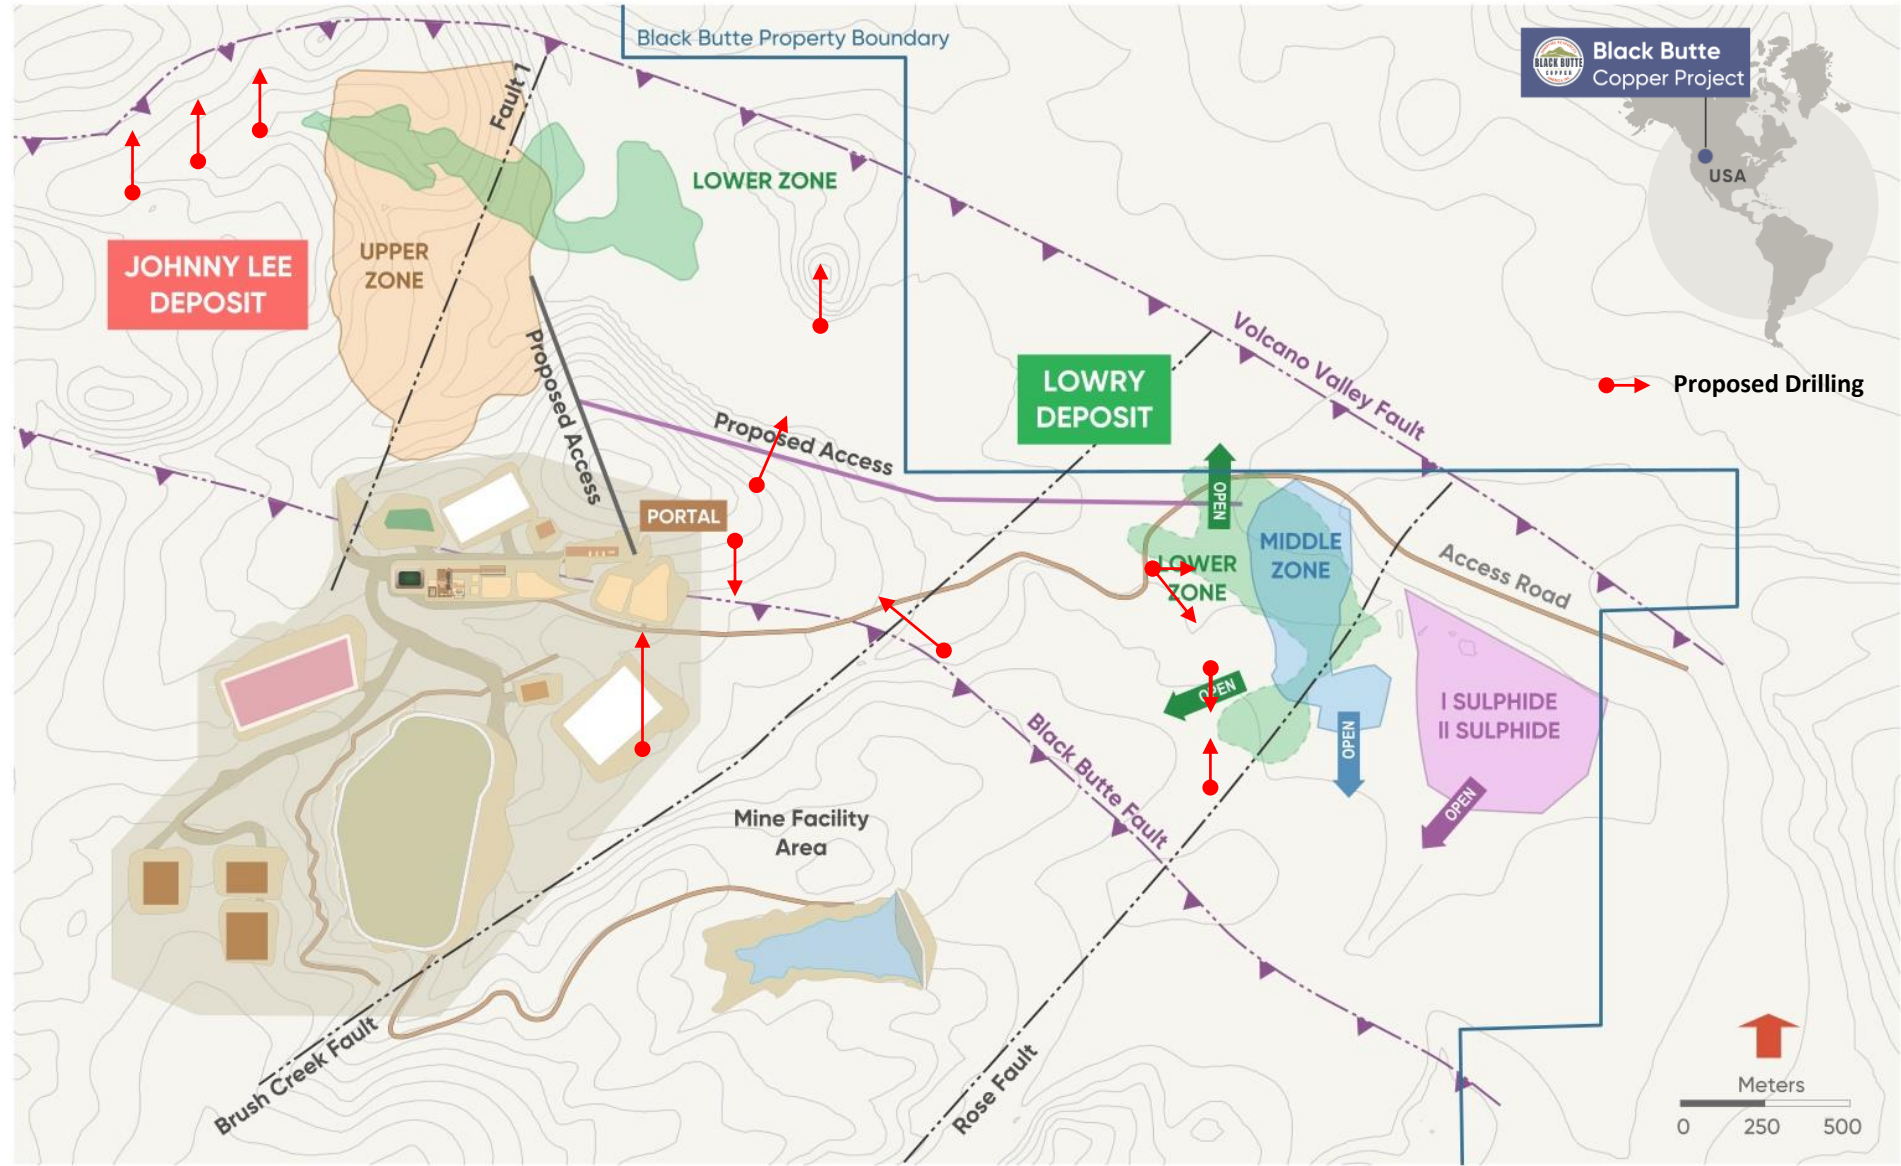 Black Butte Property Boundary
BLACK BUTTE
COPPER
Black Butte
Copper Project
USA
Fault 1
LOWER ZONE
UPPER
ZONE
JOHNNY LEE
DEPOSIT
Proposed Access
Proposed Access
Volcano Valley Fault
LOWRY
DEPOSIT
Proposed Drilling
PORTAL
OPEN
MIDDLE
ZONE
LOWER
ZONE
Access Road
OPEN
OPEN
I SULPHIDE
II SULPHIDE
OPEN
Black Butte Fault
Mine Facility
Area
Brush Creek Fault
Rose Fault
Meters
0 250 500